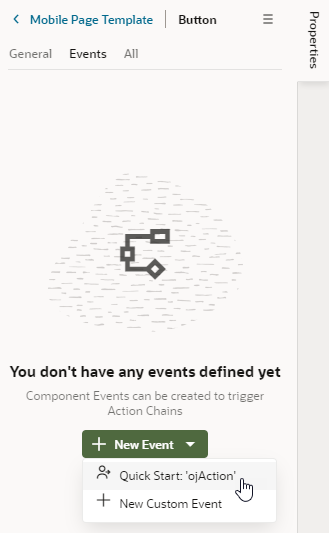 Mobile Page Template
Button
Properties
General
Events
All
You don't have any events defined yet
Component Events can be created to trigger
Action Chains
New Event
Quick Start: 'ojAction'
New Custom Event